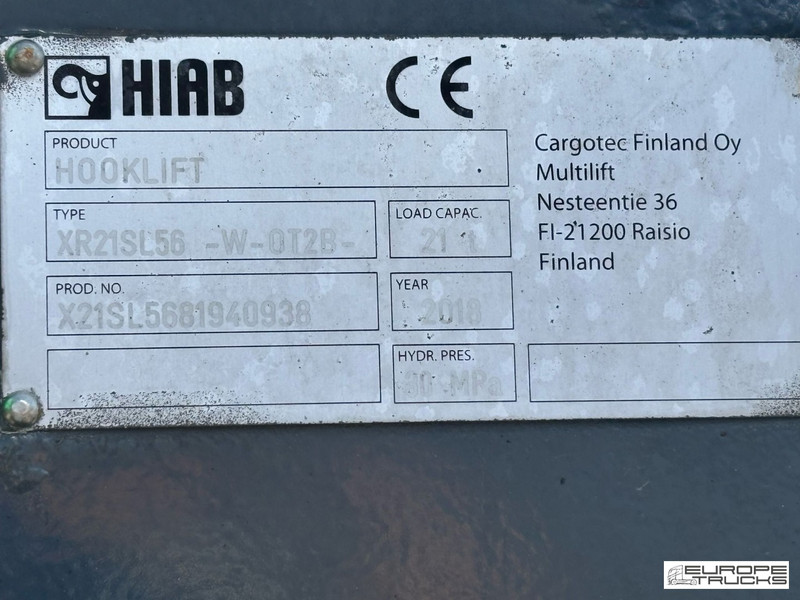 HIAB
CE
PRODUCT
HOOKLIFT
TYPE
XR21SL56 -W-OT2B-
LOAD CAPAC.
21 t
PROD. NO.
X21SL5681940938
YEAR
2018
HYDR. PRES.
MPa
Cargotec Finland Oy
Multilift
Nesteentie 36
FI-21200 Raisio
Finland
EUROPE
TRUCKS